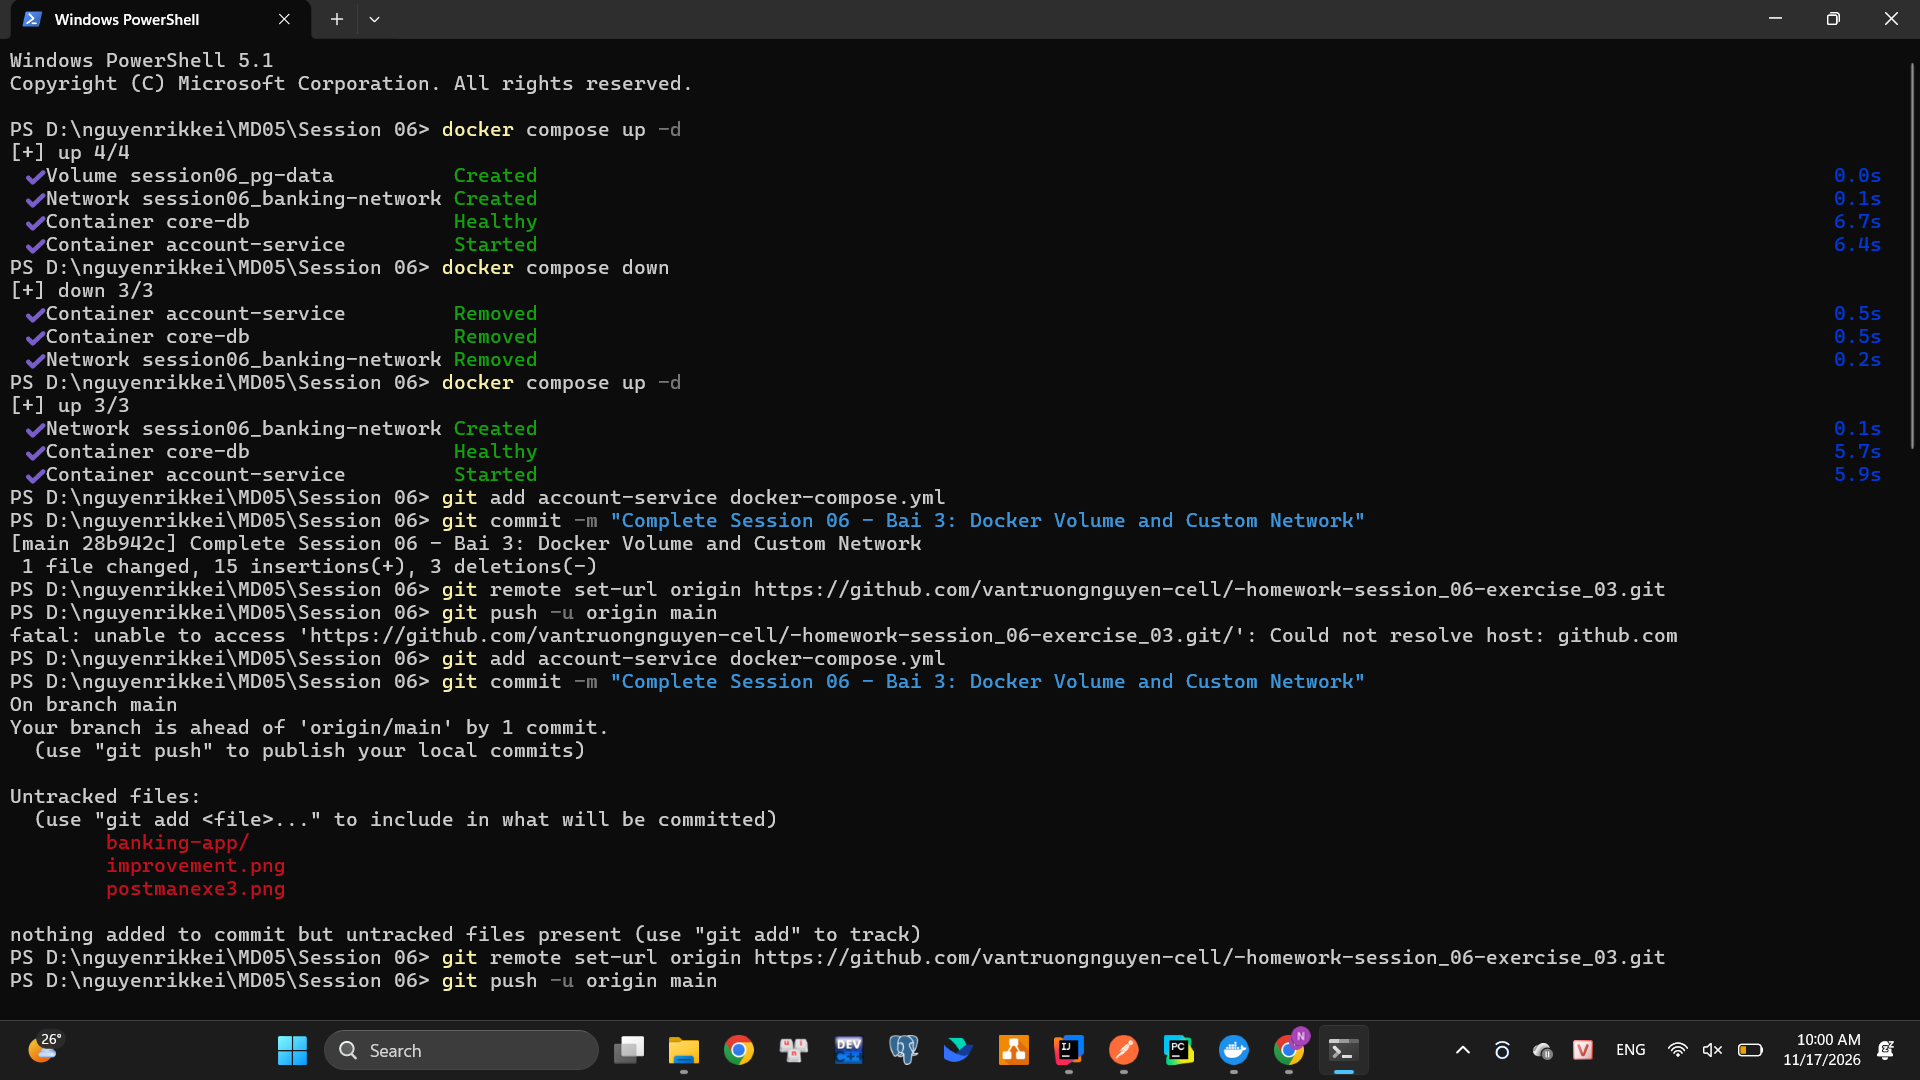 Windows PowerShell
Windows PowerShell 5.1
Copyright (C) Microsoft Corporation. All rights reserved.
PS D:\nguyenrikkei\MD05\Session 06> docker compose up -d
[+] up 4/4
✔Volume session06_pg-data Created 0.0s
✔Network session06_banking-network Created 0.1s
✔Container core-db Healthy 6.7s
✔Container account-service Started 6.4s
PS D:\nguyenrikkei\MD05\Session 06> docker compose down
[+] down 3/3
✔Container account-service Removed 0.5s
✔Container core-db Removed 0.5s
✔Network session06_banking-network Removed 0.2s
PS D:\nguyenrikkei\MD05\Session 06> docker compose up -d
[+] up 3/3
✔Network session06_banking-network Created 0.1s
✔Container core-db Healthy 5.7s
✔Container account-service Started 5.9s
PS D:\nguyenrikkei\MD05\Session 06> git add account-service docker-compose.yml
PS D:\nguyenrikkei\MD05\Session 06> git commit -m "Complete Session 06 - Bai 3: Docker Volume and Custom Network"
[main 28b942c] Complete Session 06 - Bai 3: Docker Volume and Custom Network
1 file changed, 15 insertions(+), 3 deletions(-)
PS D:\nguyenrikkei\MD05\Session 06> git remote set-url origin https://github.com/vantruongnguyen-cell/-homework-session_06-exercise_03.git
PS D:\nguyenrikkei\MD05\Session 06> git push -u origin main
fatal: unable to access 'https://github.com/vantruongnguyen-cell/-homework-session_06-exercise_03.git/': Could not resolve host: github.com
PS D:\nguyenrikkei\MD05\Session 06> git add account-service docker-compose.yml
PS D:\nguyenrikkei\MD05\Session 06> git commit -m "Complete Session 06 - Bai 3: Docker Volume and Custom Network"
On branch main
Your branch is ahead of 'origin/main' by 1 commit.
(use "git push" to publish your local commits)
Untracked files:
(use "git add <file>..." to include in what will be committed)
banking-app/
improvement.png
postmanexe3.png
nothing added to commit but untracked files present (use "git add" to track)
PS D:\nguyenrikkei\MD05\Session 06> git remote set-url origin https://github.com/vantruongnguyen-cell/-homework-session_06-exercise_03.git
PS D:\nguyenrikkei\MD05\Session 06> git push -u origin main
26°
Search
DEV
IJ
PC
N
V
ENG
10:00 AM
11/17/2026